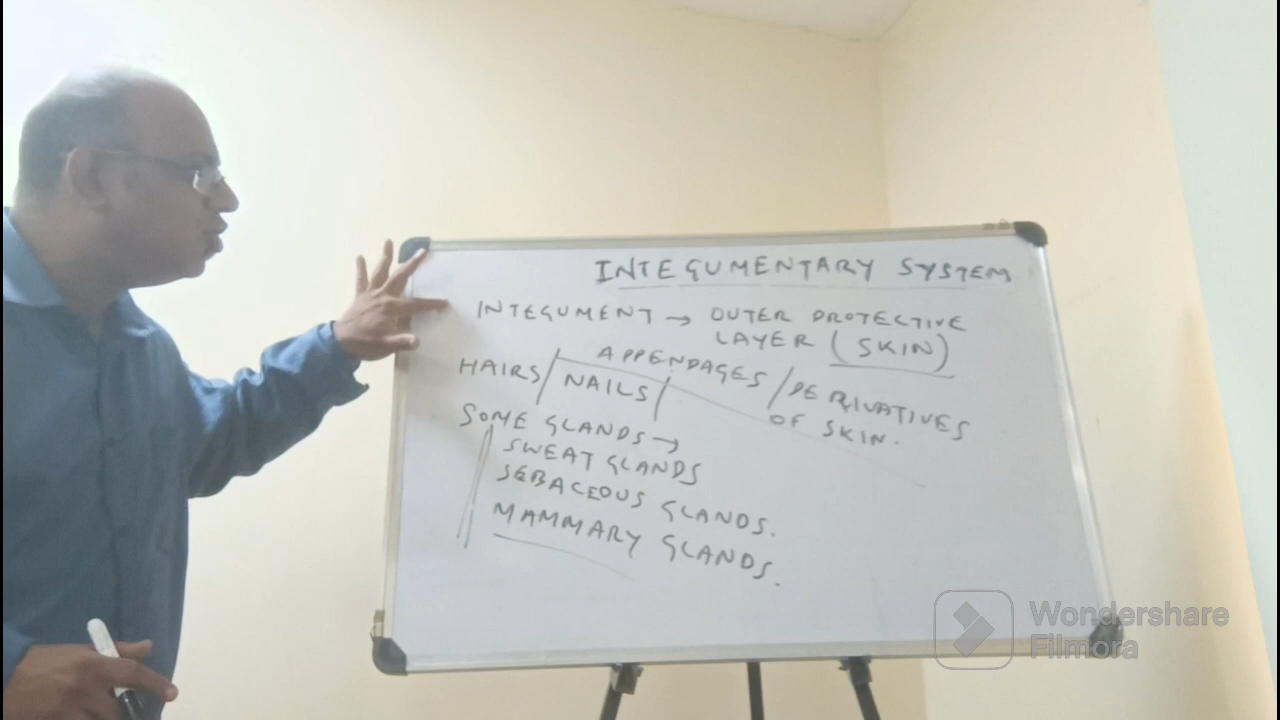 INTEGUMENTARY SYSTEM
INTEGUMENT → OUTER PROTECTIVE
LAYER (SKIN)
APPENDAGES / DERIVATIVES
OF SKIN.
HAIRS / NAILS /
SOME GLANDS →
SWEAT GLANDS
SEBACEOUS GLANDS.
MAMMARY GLANDS.
Wondershare
Filmora